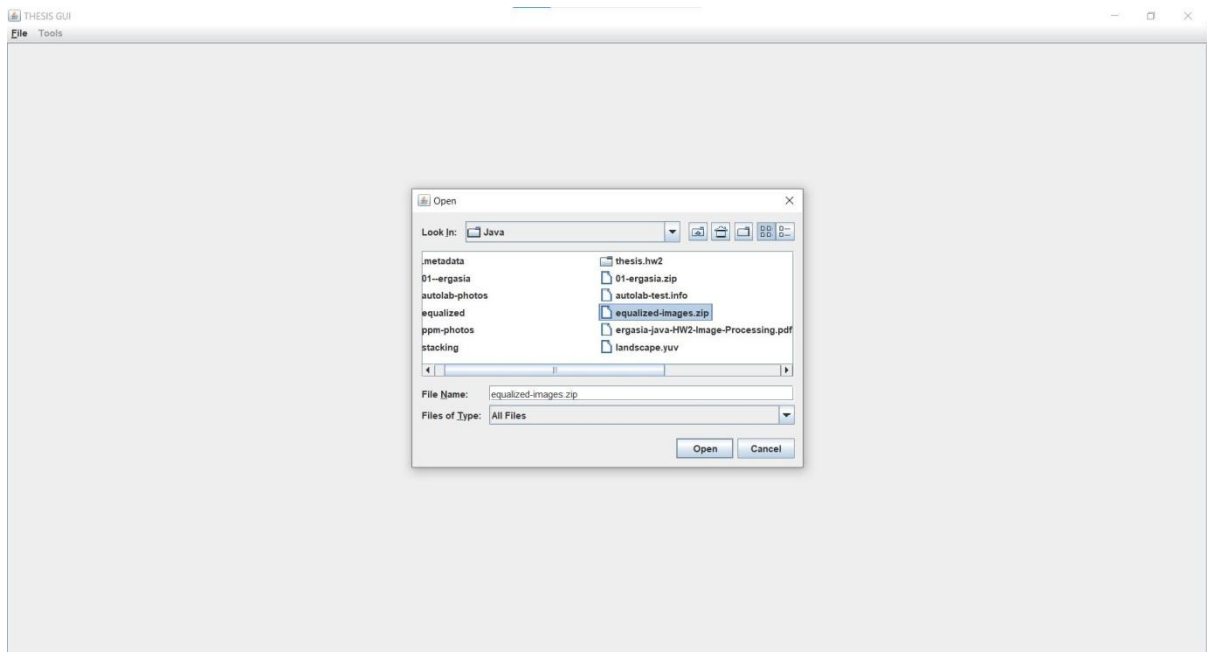 THESIS GUI
File Tools
Open
Look In: Java
.metadata thesis.hw2
01--ergasia 01-ergasia.zip
autolab-photos autolab-test.info
equalized equalized-images.zip
ppm-photos ergasia-java-HW2-Image-Processing.pdf
stacking landscape.yuv
File Name: equalized-images.zip
Files of Type: All Files
Open Cancel